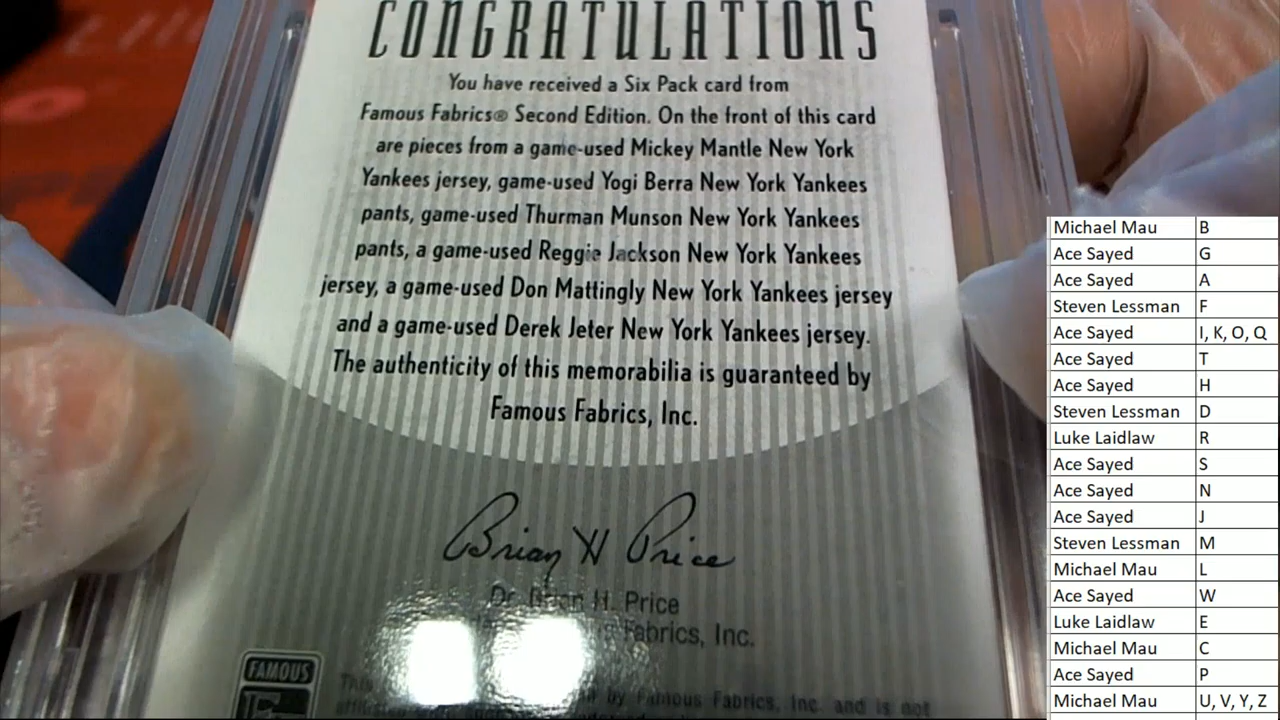 CONGRATULATIONS
You have received a Six Pack card from
Famous Fabrics® Second Edition. On the front of this card
are pieces from a game-used Mickey Mantle New York
Yankees jersey, game-used Yogi Berra New York Yankees
pants, game-used Thurman Munson New York Yankees
pants, a game-used Reggie Jackson New York Yankees
jersey, a game-used Don Mattingly New York Yankees jersey
and a game-used Derek Jeter New York Yankees jersey.
The authenticity of this memorabilia is guaranteed by
Famous Fabrics, Inc.
Brian H Price
Dr. Brian H. Price
Fabrics, Inc.
FAMOUS
This
by Famous Fabrics, Inc. and is not
Michael Mau B
Ace Sayed G
Ace Sayed A
Steven Lessman F
Ace Sayed I, K, O, Q
Ace Sayed T
Ace Sayed H
Steven Lessman D
Luke Laidlaw R
Ace Sayed S
Ace Sayed N
Ace Sayed J
Steven Lessman M
Michael Mau L
Ace Sayed W
Luke Laidlaw E
Michael Mau C
Ace Sayed P
Michael Mau U, V, Y, Z